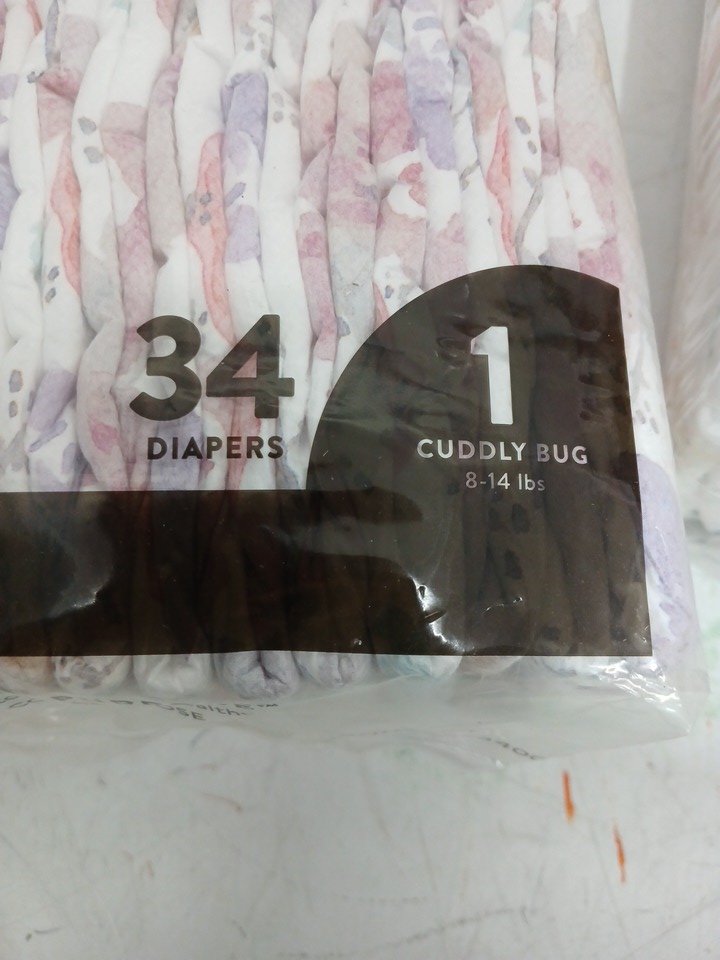 34
DIAPERS
1
CUDDLY BUG
8-14 lbs